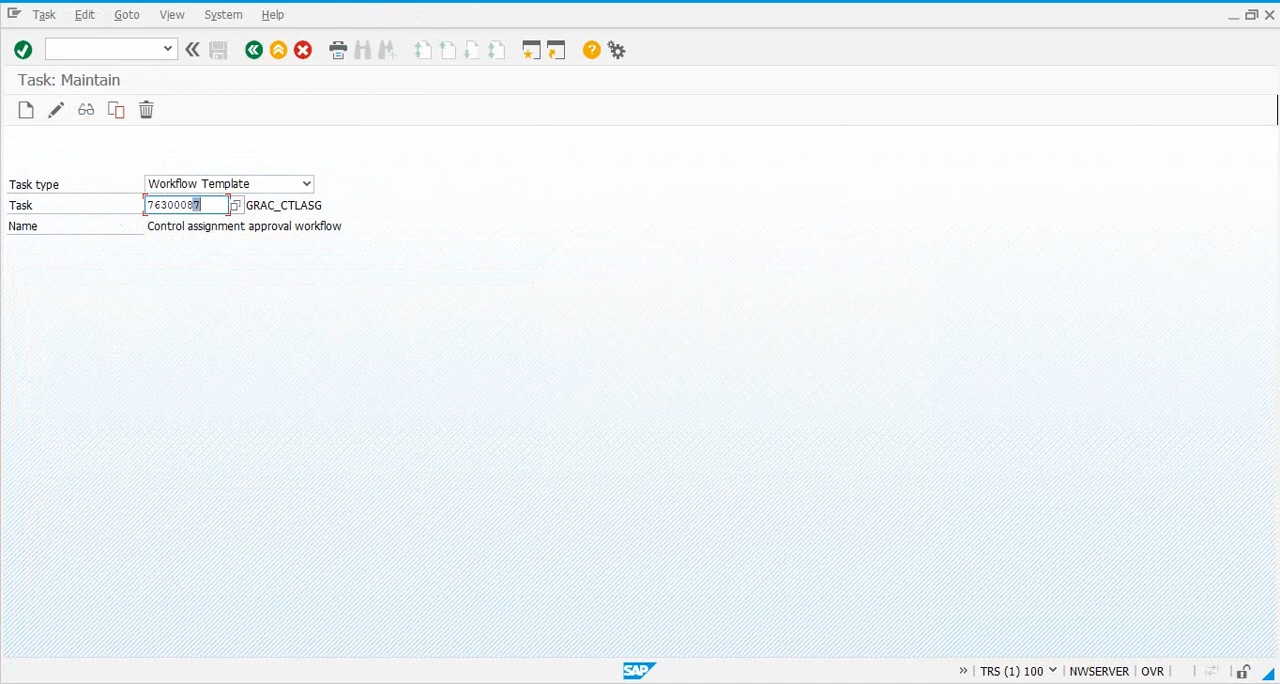 Task Edit Goto View System Help
Task: Maintain
Task type Workflow Template
Task 76300087 GRAC_CTLASG
Name Control assignment approval workflow
SAP TRS (1) 100 NWSERVER OVR